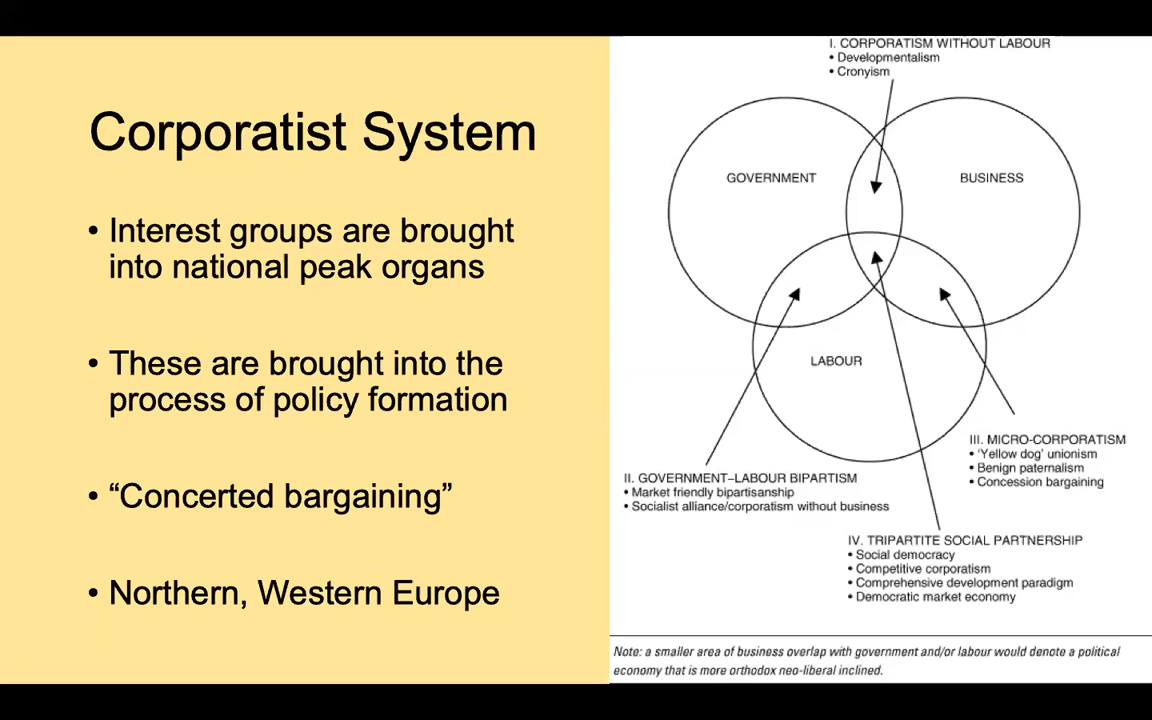 Corporatist System
• Interest groups are brought
into national peak organs
• These are brought into the
process of policy formation
• “Concerted bargaining”
• Northern, Western Europe
I. CORPORATISM WITHOUT LABOUR
• Developmentalism
• Cronyism
GOVERNMENT
BUSINESS
LABOUR
III. MICRO-CORPORATISM
• ‘Yellow dog’ unionism
• Benign paternalism
• Concession bargaining
II. GOVERNMENT–LABOUR BIPARTISM
• Market friendly bipartisanship
• Socialist alliance/corporatism without business
IV. TRIPARTITE SOCIAL PARTNERSHIP
• Social democracy
• Competitive corporatism
• Comprehensive development paradigm
• Democratic market economy
Note: a smaller area of business overlap with government and/or labour would denote a political
economy that is more orthodox neo-liberal inclined.